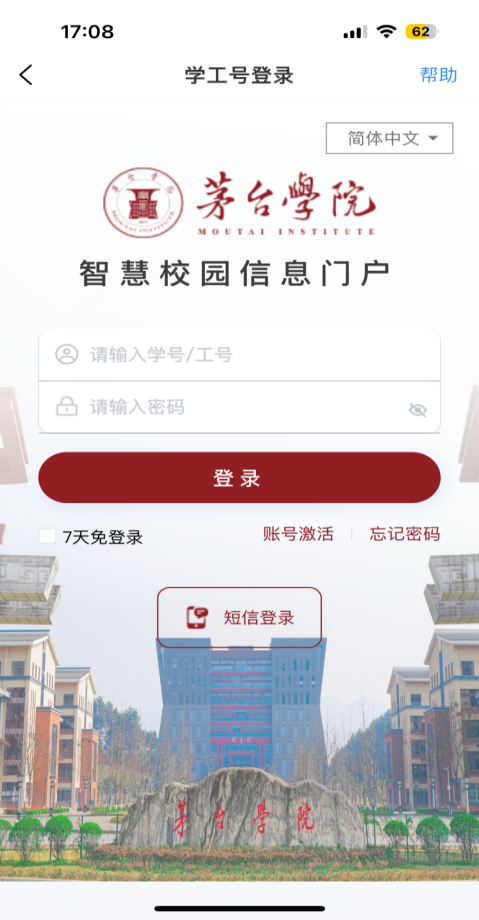 17:08
62
学工号登录
帮助
简体中文
茅台學院
MOUTAI INSTITUTE
智慧校园信息门户
请输入学号/工号
请输入密码
登录
7天免登录
账号激活
忘记密码
短信登录
茅台學院